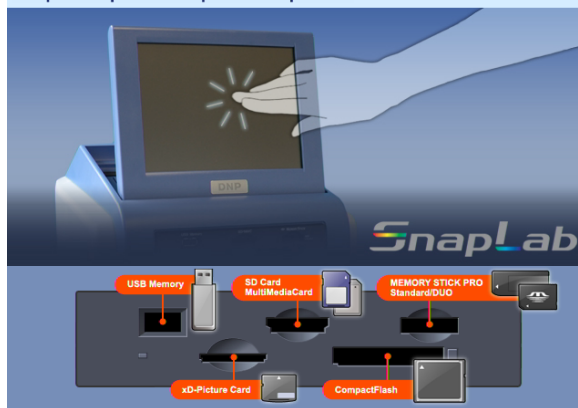 DNP
SnapLab
USB Memory
SD Card
MultiMediaCard
MEMORY STICK PRO
Standard/DUO
xD-Picture Card
CompactFlash